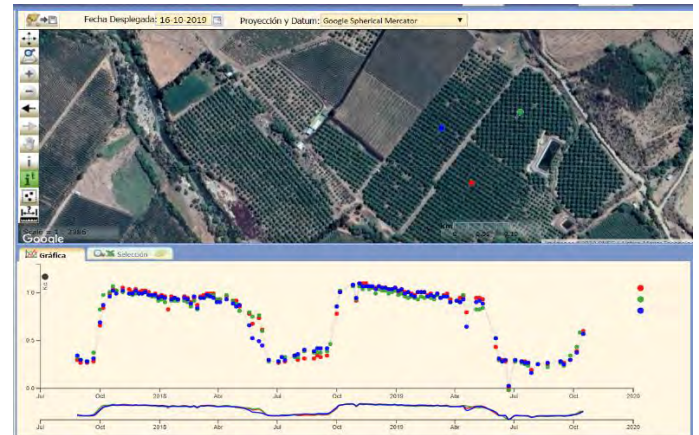 Fecha Desplegada: 16-10-2019 Proyección y Datum: Google Spherical Mercator
i
Google
Gráfica Selección
1.0
0.5
0.0
Jul Oct 2018 Abr Jul Oct 2019 Abr Jul Oct 2020
Jul Oct 2018 Abr Jul Oct 2019 Abr Jul Oct 2020